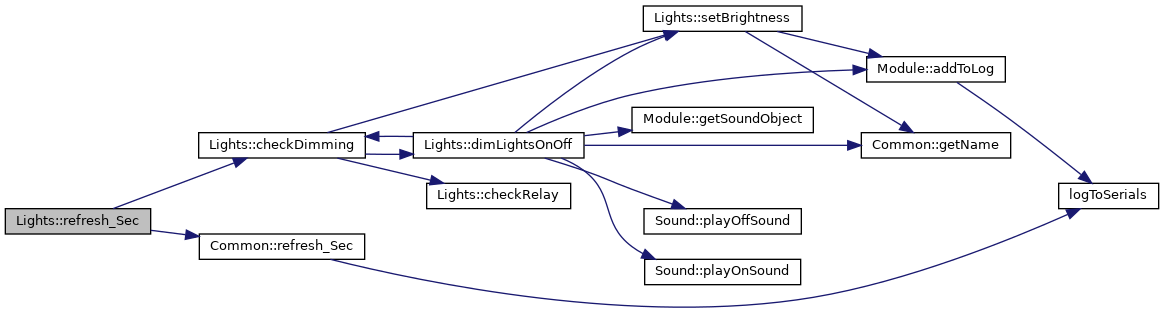 Lights::setBrightness
Module::addToLog
Module::getSoundObject
Lights::checkDimming
Lights::dimLightsOnOff
Common::getName
Lights::checkRelay
logToSerials
Lights::refresh_Sec
Sound::playOffSound
Common::refresh_Sec
Sound::playOnSound